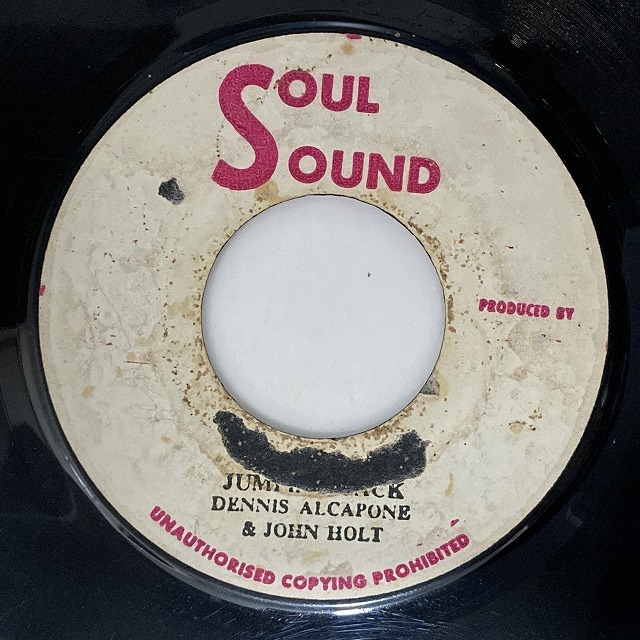 SOUL
SOUND
PRODUCED BY
DENNIS ALCAPONE
& JOHN HOLT
UNAUTHORISED COPYING PROHIBITED